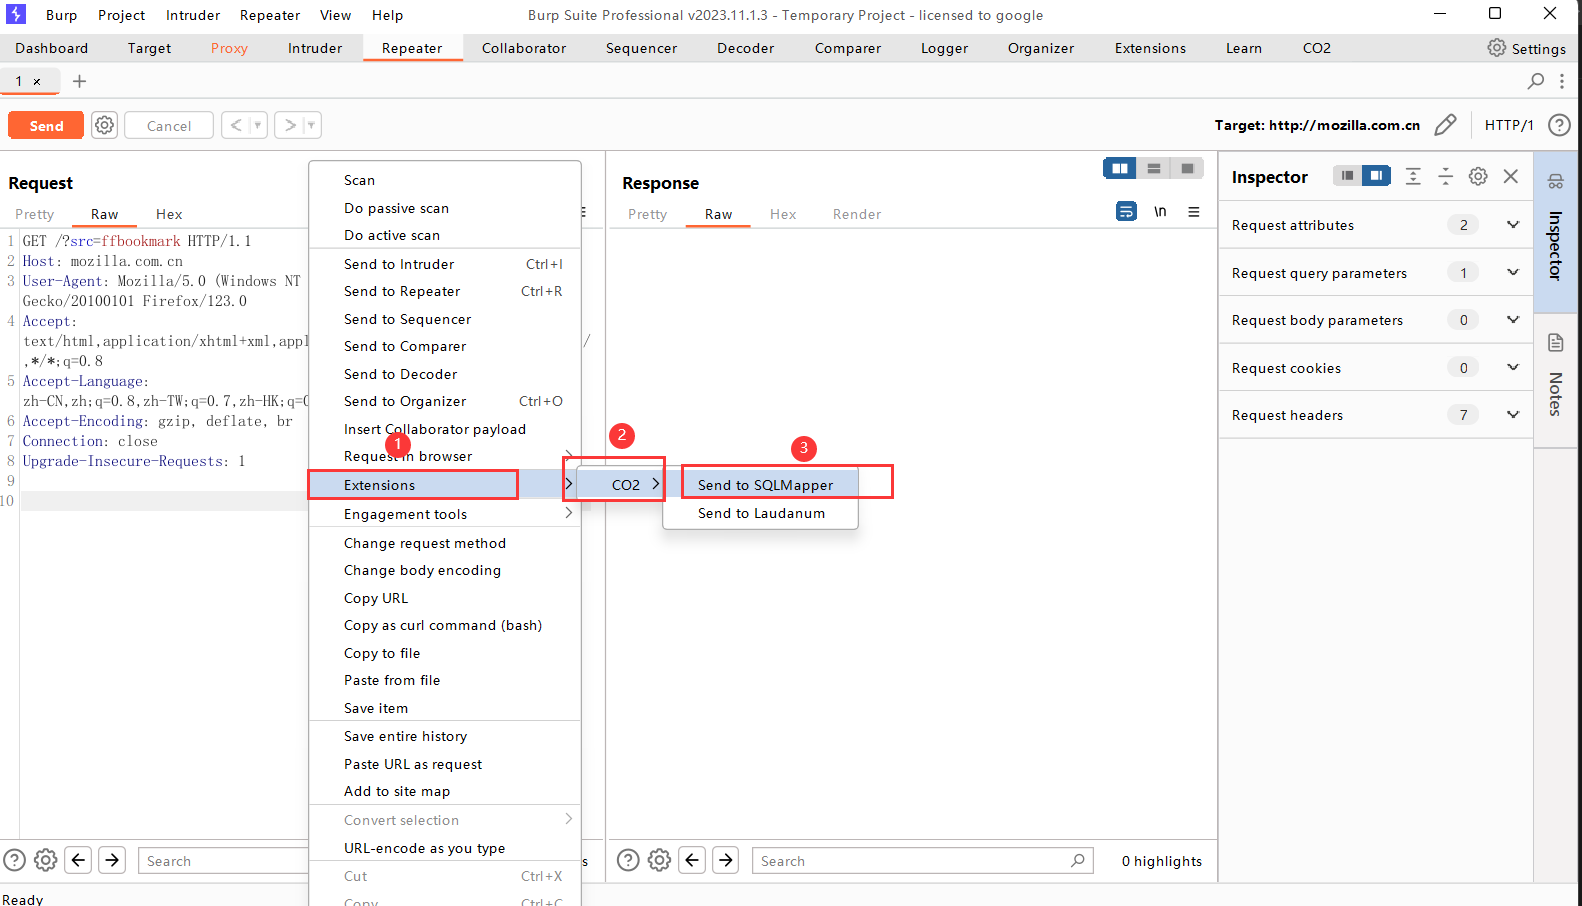 Burp Project Intruder Repeater View Help Burp Suite Professional v2023.11.1.3 - Temporary Project - licensed to google
Dashboard Target Proxy Intruder Repeater Collaborator Sequencer Decoder Comparer Logger Organizer Extensions Learn CO2 Settings
1 × +
Send Cancel < > Target: http://mozilla.com.cn HTTP/1 ?
Request
Pretty Raw Hex
1 GET /?src=ffbookmark HTTP/1.1
2 Host: mozilla.com.cn
3 User-Agent: Mozilla/5.0 (Windows NT
Gecko/20100101 Firefox/123.0
4 Accept:
text/html,application/xhtml+xml,appl /
,*/*;q=0.8
5 Accept-Language:
zh-CN,zh;q=0.8,zh-TW;q=0.7,zh-HK;q=0
6 Accept-Encoding: gzip, deflate, br
7 Connection: close
8 Upgrade-Insecure-Requests: 1
9
10
Scan
Do passive scan
Do active scan
Send to Intruder Ctrl+I
Send to Repeater Ctrl+R
Send to Sequencer
Send to Comparer
Send to Decoder
Send to Organizer Ctrl+O
Insert Collaborator payload
1
Request in browser
Extensions
Engagement tools
Change request method
Change body encoding
Copy URL
Copy as curl command (bash)
Copy to file
Paste from file
Save item
Save entire history
Paste URL as request
Add to site map
Convert selection
URL-encode as you type
Cut Ctrl+X
Copy Ctrl+C
2
CO2
3
Send to SQLMapper
Send to Laudanum
Response
Pretty Raw Hex Render
\n
Inspector
Request attributes 2
Request query parameters 1
Request body parameters 0
Request cookies 0
Request headers 7
Inspector
Notes
? Search s
? Search 0 highlights
Ready